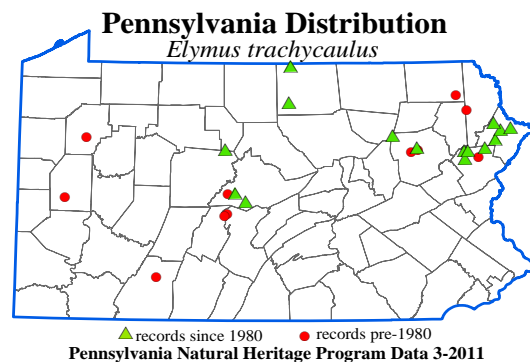 Pennsylvania Distribution
Elymus trachycaulus
records since 1980 records pre-1980
Pennsylvania Natural Heritage Program Data 3-2011